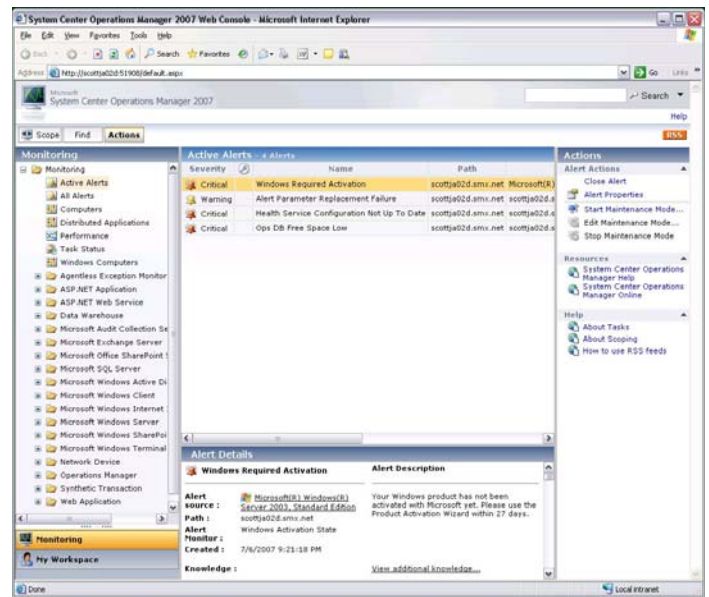 System Center Operations Manager 2007 Web Console - Microsoft Internet Explorer
File Edit View Favorites Tools Help
Back Search Favorites
Address http://scottja02d:51908/default.aspx Go Links
Microsoft
System Center Operations Manager 2007
Search
Help
Scope Find Actions RSS
Monitoring
Monitoring
Active Alerts
All Alerts
Computers
Distributed Applications
Performance
Task Status
Windows Computers
Agentless Exception Monitor
ASP.NET Application
ASP.NET Web Service
Data Warehouse
Microsoft Audit Collection Se
Microsoft Exchange Server
Microsoft Office SharePoint S
Microsoft SQL Server
Microsoft Windows Active Di
Microsoft Windows Client
Microsoft Windows Internet
Microsoft Windows Server
Microsoft Windows SharePoi
Microsoft Windows Terminal
Network Device
Operations Manager
Synthetic Transaction
Web Application
Monitoring
My Workspace
Active Alerts - 4 Alerts
Severity Name Path
Critical Windows Required Activation scottja02d.smx.net Microsoft(R)
Warning Alert Parameter Replacement Failure scottja02d.smx.net scottja02d.s
Critical Health Service Configuration Not Up To Date scottja02d.smx.net scottja02d.s
Critical Ops DB Free Space Low scottja02d.smx.net scottja02d.s
Alert Details
Windows Required Activation
Alert source : Microsoft(R) Windows(R) Server 2003, Standard Edition
Path : scottja02d.smx.net
Alert Monitor : Windows Activation State
Created : 7/6/2007 9:21:18 PM
Knowledge :
Alert Description
Your Windows product has not been
activated with Microsoft yet. Please use the
Product Activation Wizard within 27 days.
View additional knowledge...
Actions
Alert Actions
Close Alert
Alert Properties
Start Maintenance Mode...
Edit Maintenance Mode...
Stop Maintenance Mode
Resources
System Center Operations
Manager Help
System Center Operations
Manager Online
Help
About Tasks
About Scoping
How to use RSS feeds
Done
Local intranet